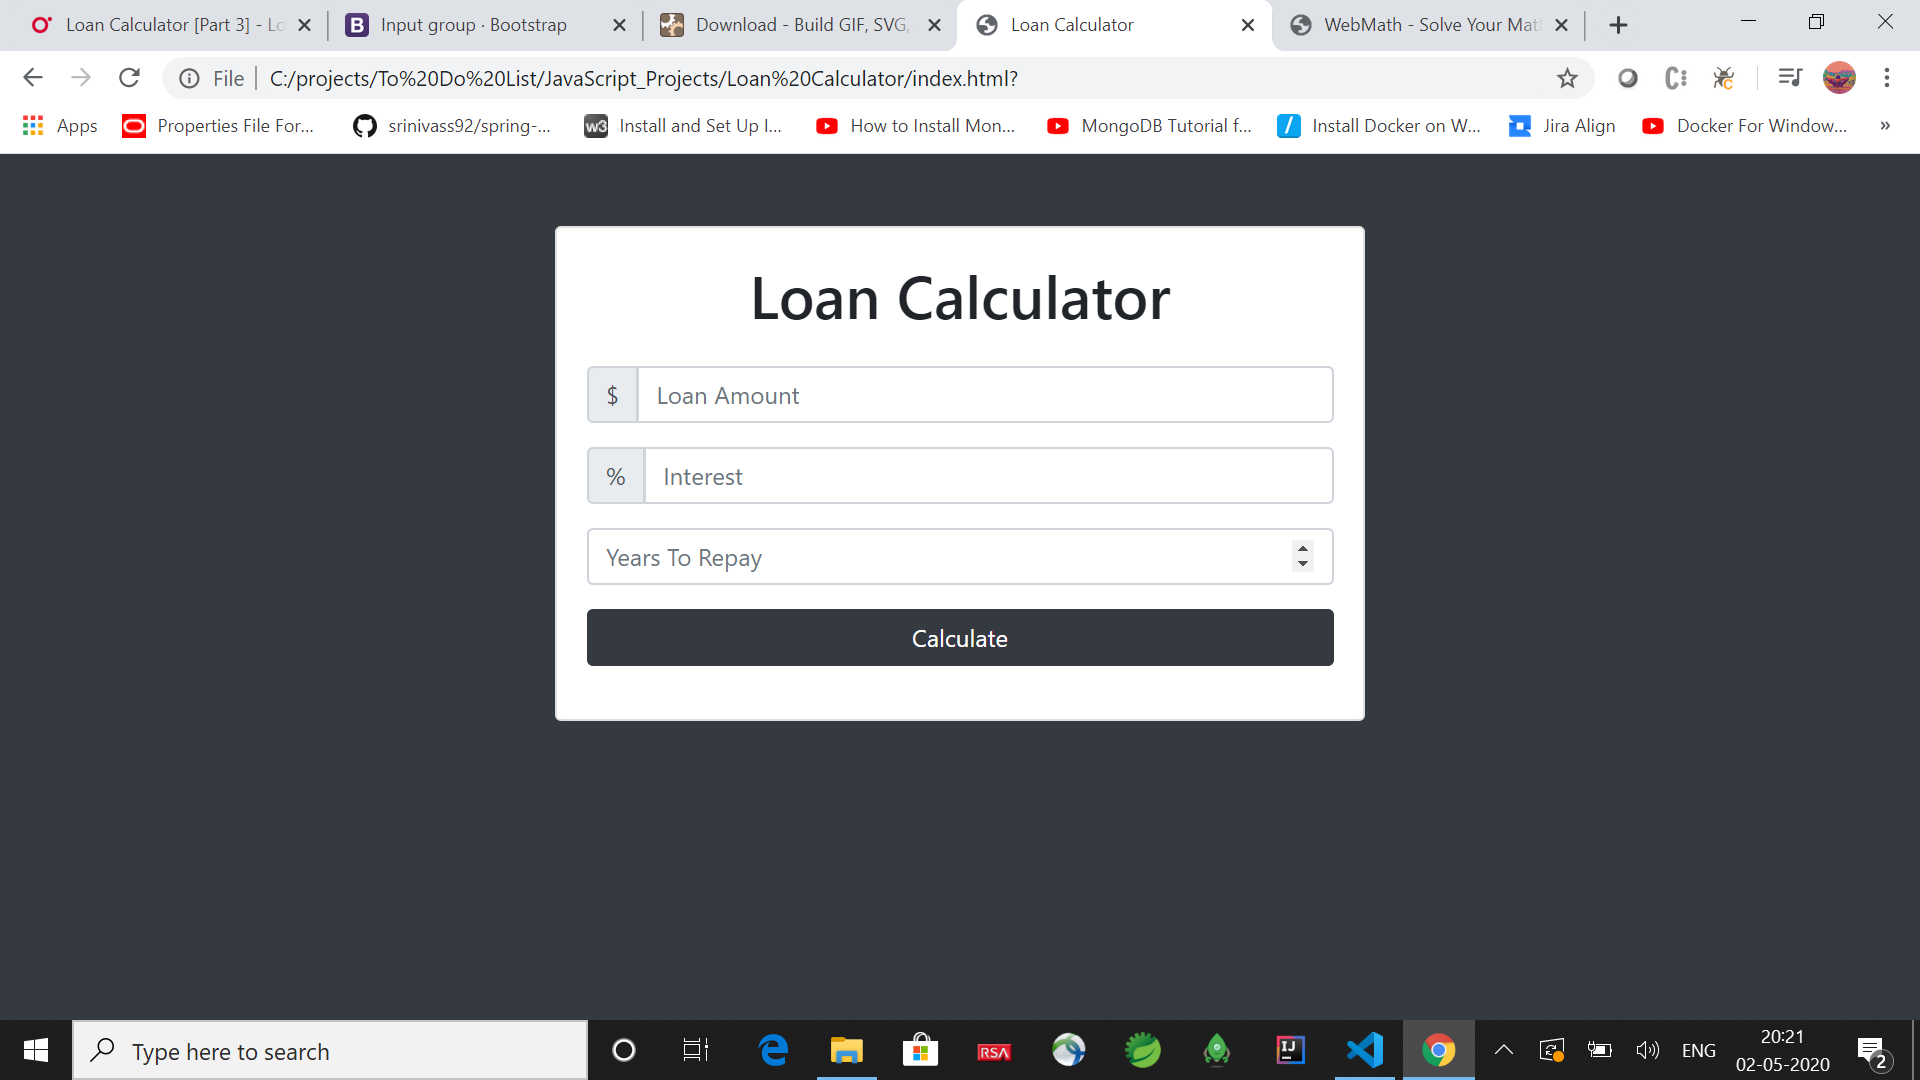 Loan Calculator [Part 3] - Lo
Input group · Bootstrap
Download - Build GIF, SVG,
Loan Calculator
WebMath - Solve Your Mat
File
C:/projects/To%20Do%20List/JavaScript_Projects/Loan%20Calculator/index.html?
Apps
Properties File For...
srinivass92/spring-...
w3
Install and Set Up I...
How to Install Mon...
MongoDB Tutorial f...
Install Docker on W...
Jira Align
Docker For Window...
»
Loan Calculator
$ Loan Amount
% Interest
Years To Repay
Calculate
Type here to search
RSA
IJ
ENG
20:21
02-05-2020
2